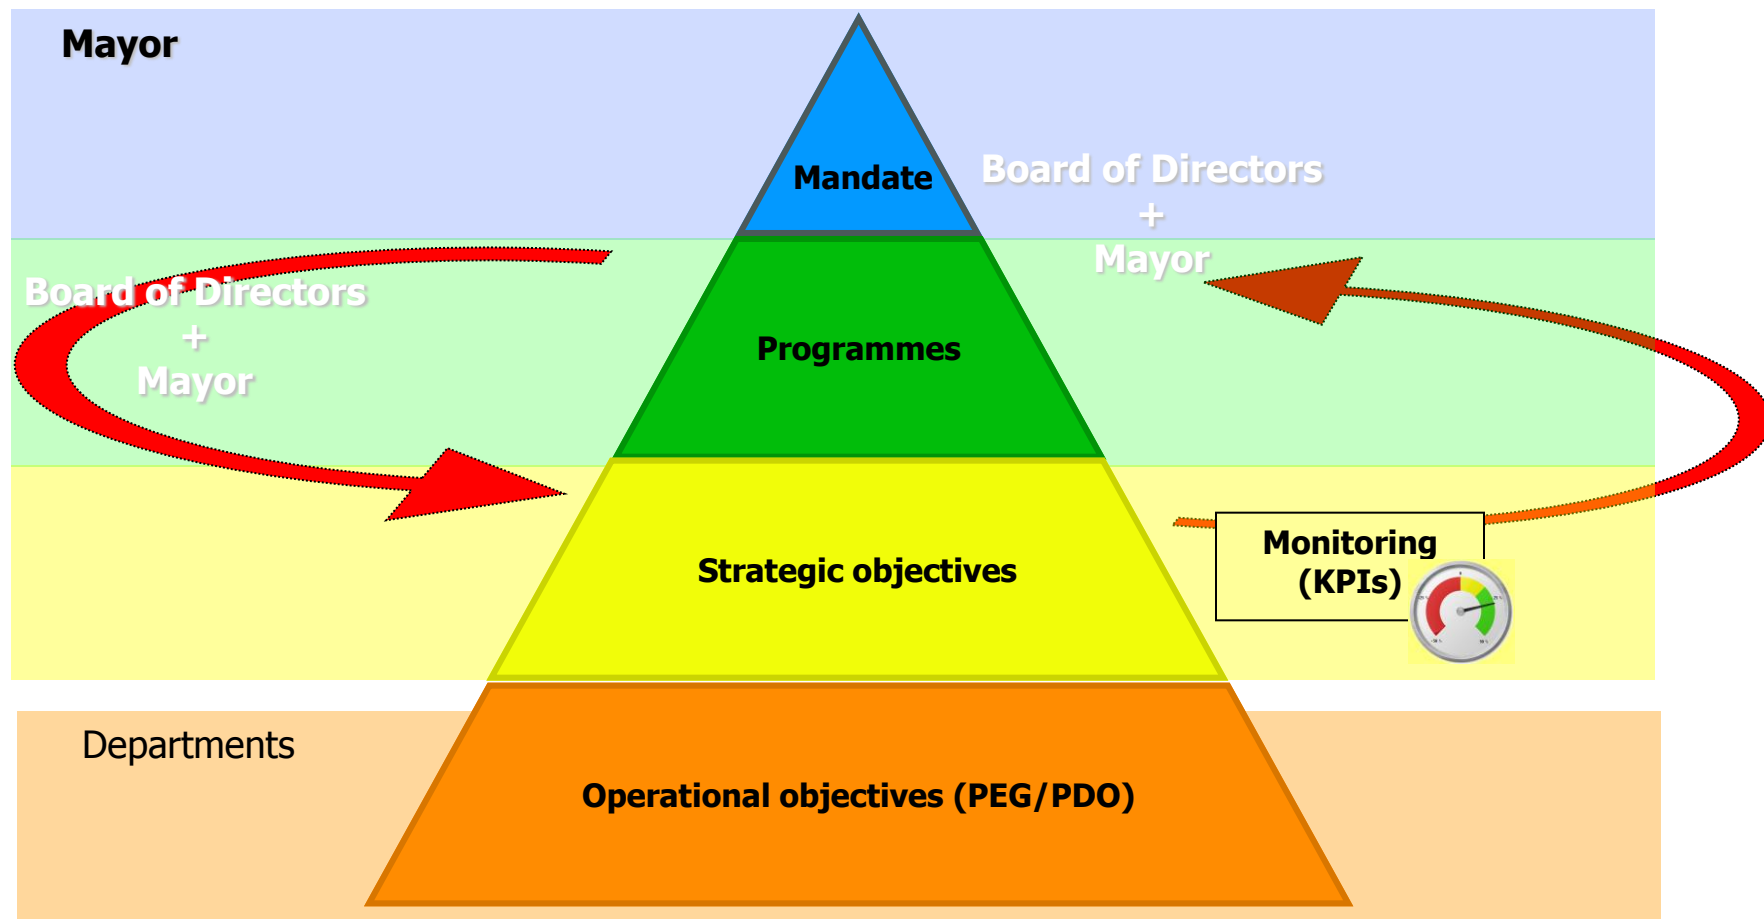 Mayor
Mandate
Board of Directors
+
Mayor
Board of Directors
+
Mayor
Programmes
Strategic objectives
Monitoring
(KPIs)
Departments
Operational objectives (PEG/PDO)